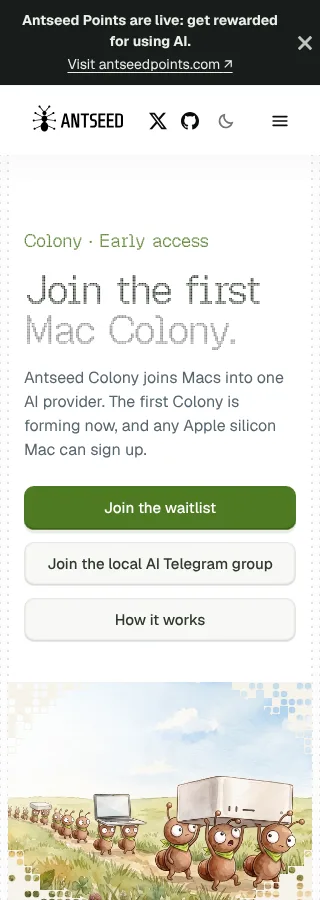 Antseed Points are live: get rewarded
for using AI.
Visit antseedpoints.com ↗
ANTSEED
Colony · Early access
Join the first
Mac Colony.
Antseed Colony joins Macs into one
AI provider. The first Colony is
forming now, and any Apple silicon
Mac can sign up.
Join the waitlist
Join the local AI Telegram group
How it works